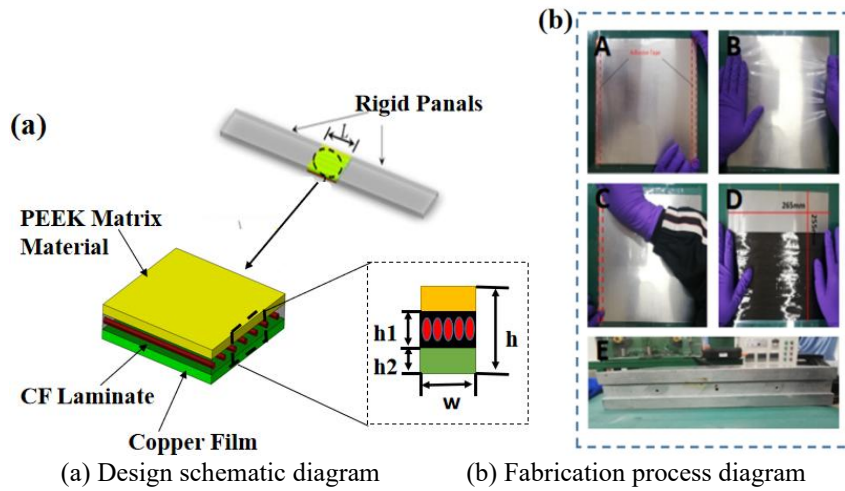 (a)
Rigid Panals
L
PEEK Matrix
Material
CF Laminate
Copper Film
h1
h2
h
w
(b)
A
B
C
D
265mm
E
(a) Design schematic diagram
(b) Fabrication process diagram